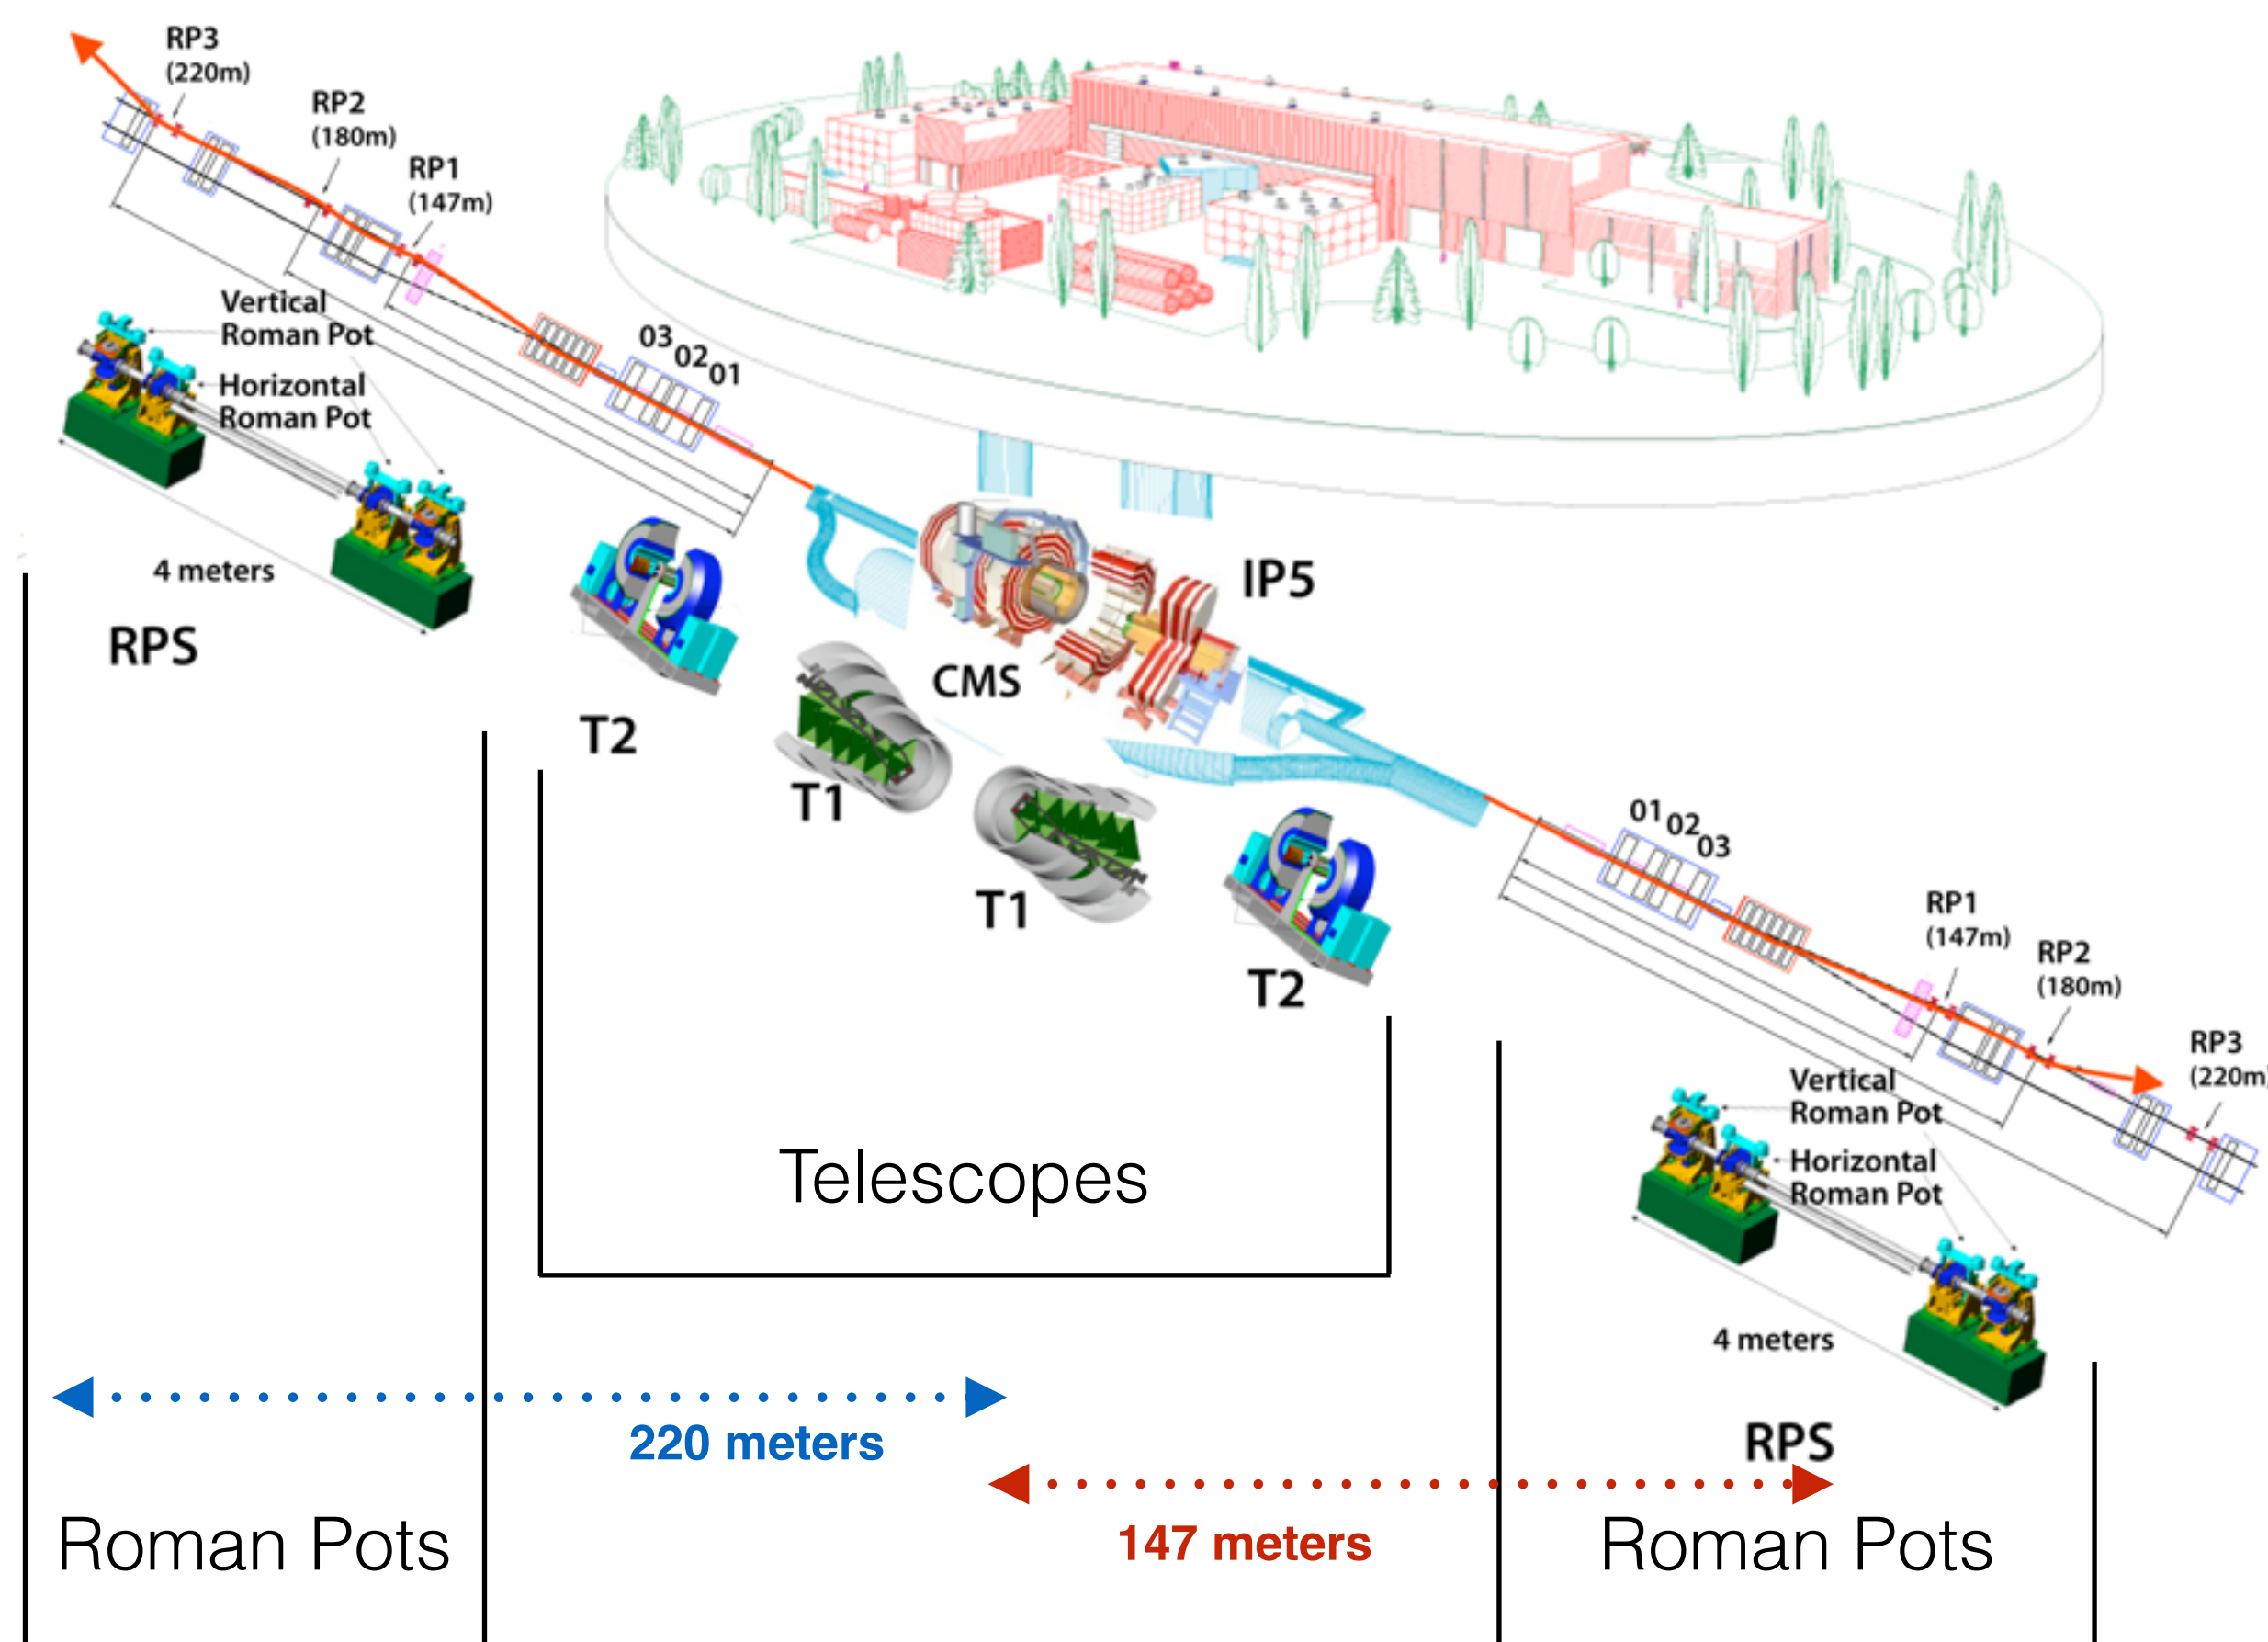 RP3
(220m)
RP2
(180m)
RP1
(147m)
Vertical
Roman Pot
Horizontal
Roman Pot
03 02 01
4 meters
RPS
IP5
CMS
T2
T1
T1
T2
01 02 03
RP1
(147m)
RP2
(180m)
RP3
(220m)
Vertical
Roman Pot
Horizontal
Roman Pot
4 meters
RPS
Telescopes
220 meters
147 meters
Roman Pots
Roman Pots